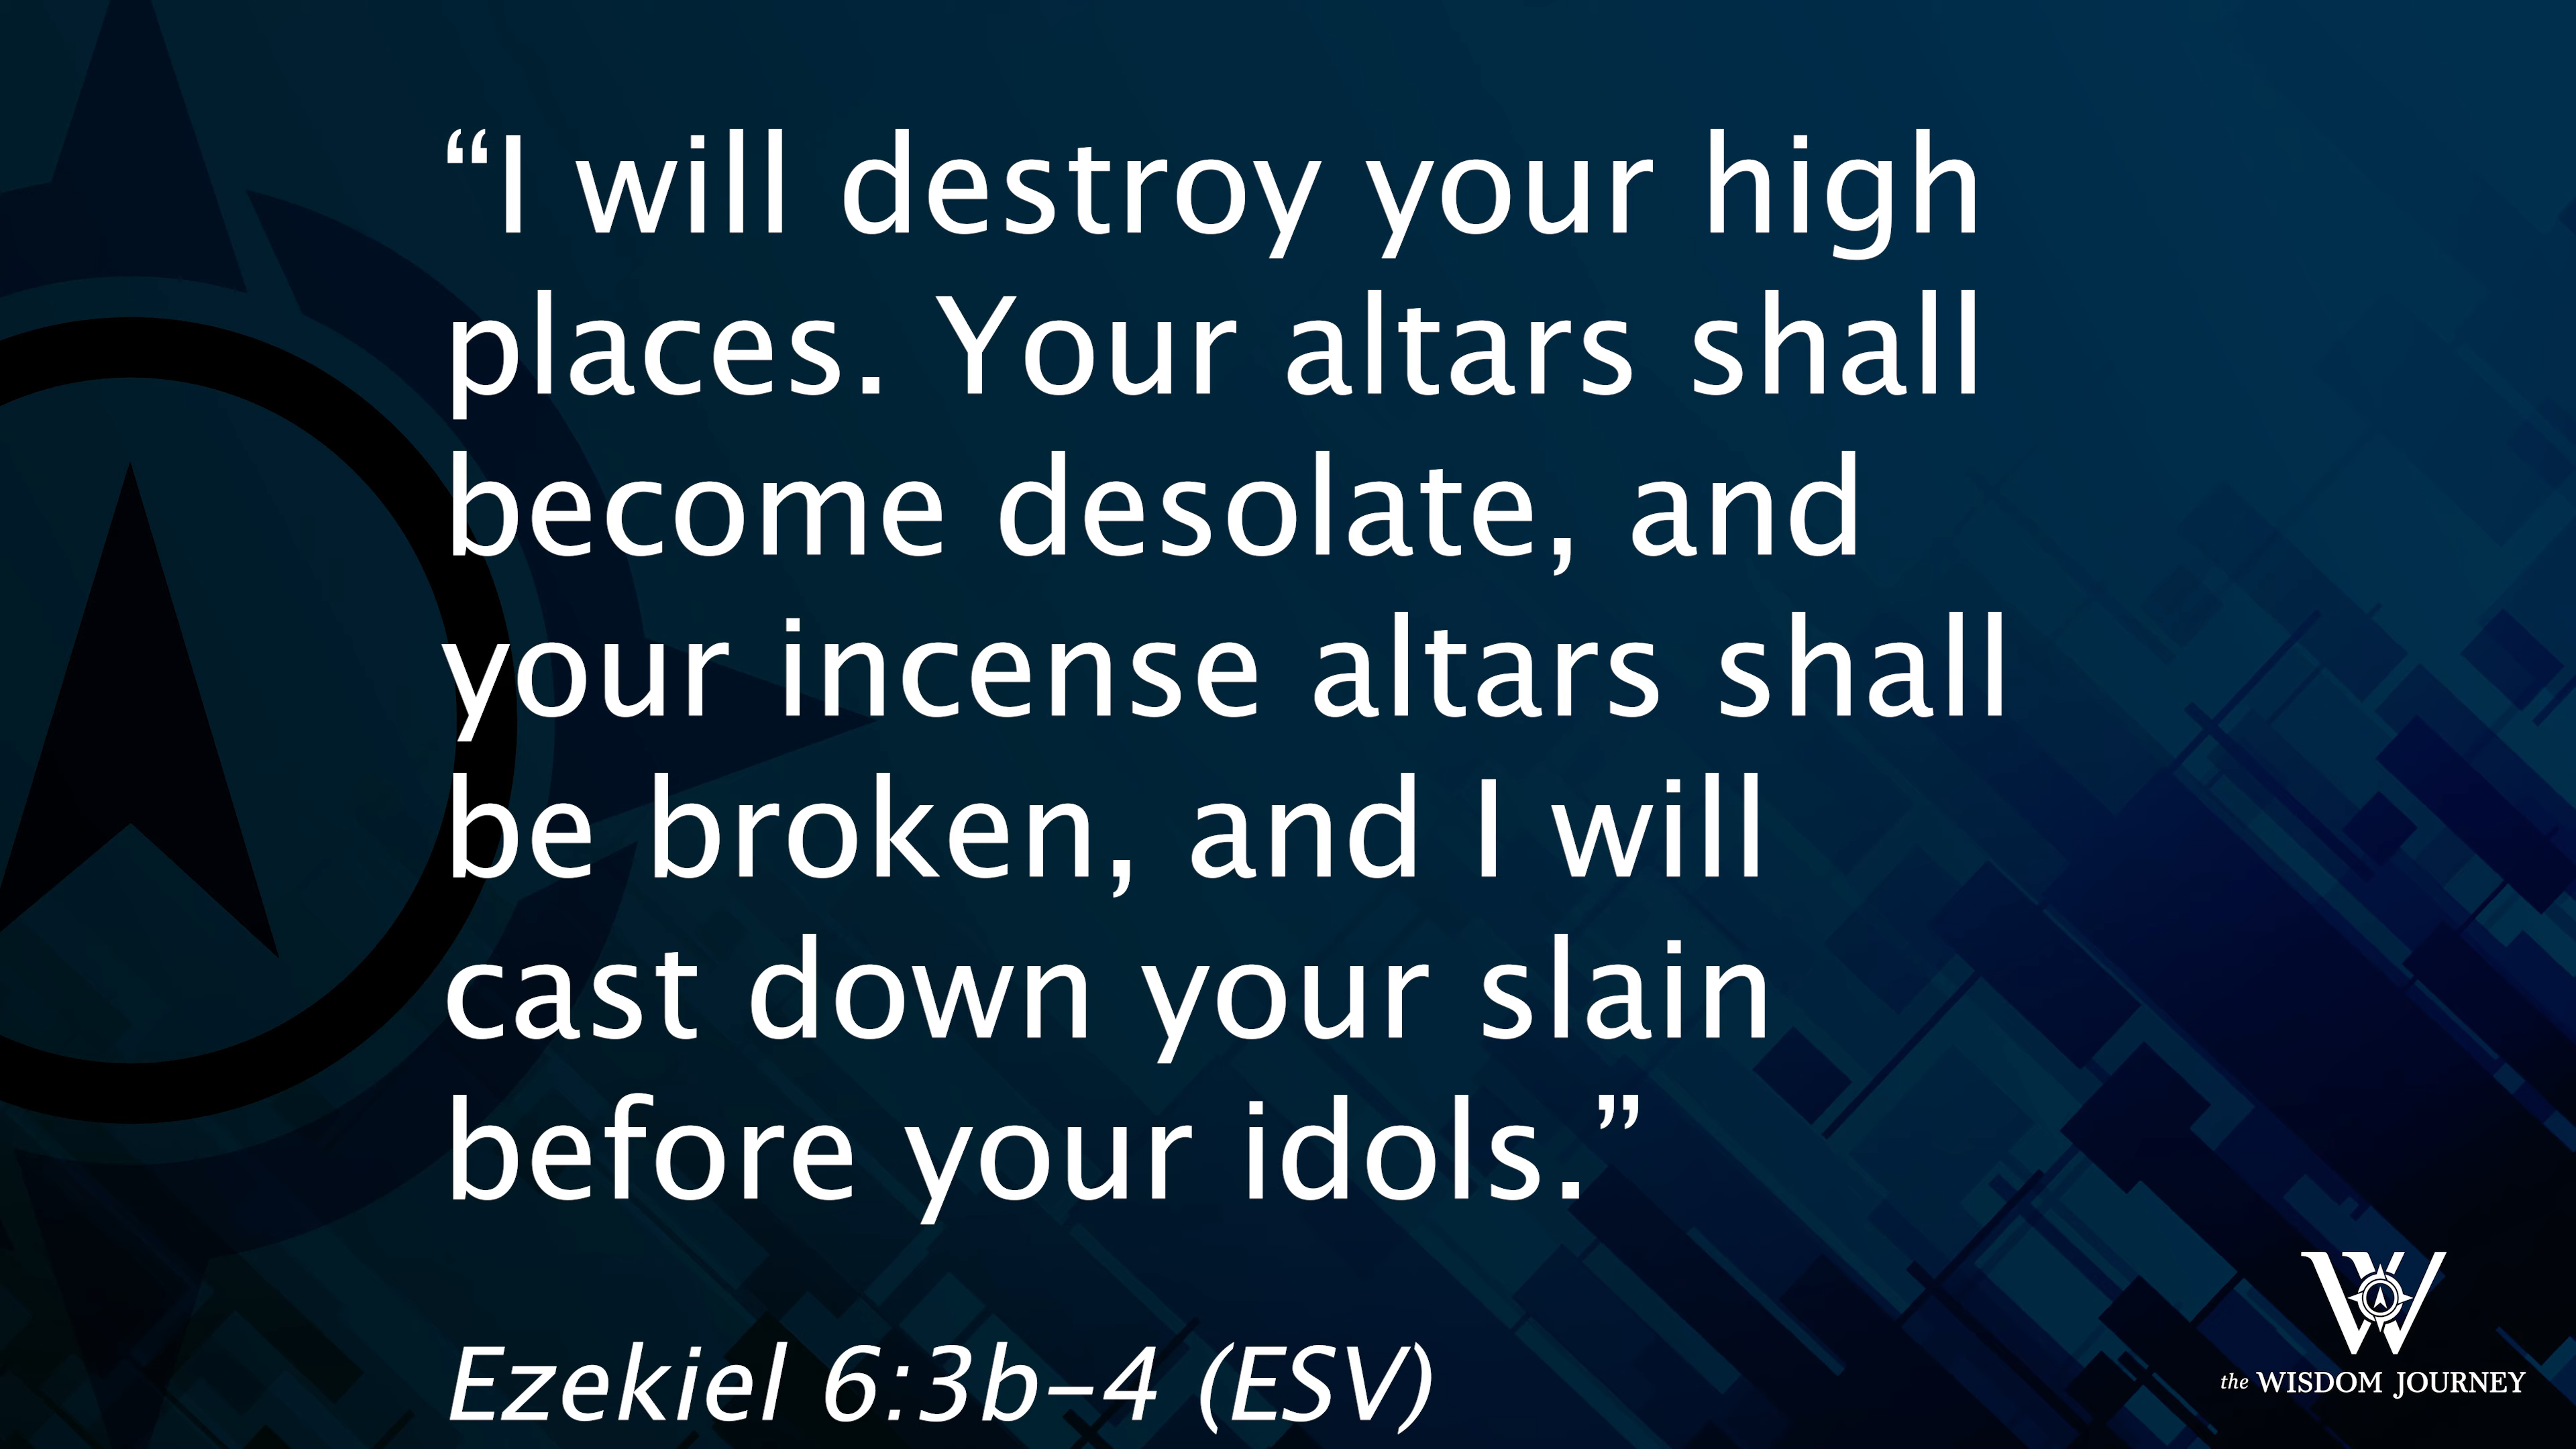 “I will destroy your high
places. Your altars shall
become desolate, and
your incense altars shall
be broken, and I will
cast down your slain
before your idols.”
Ezekiel 6:3b–4 (ESV)
W
the WISDOM JOURNEY